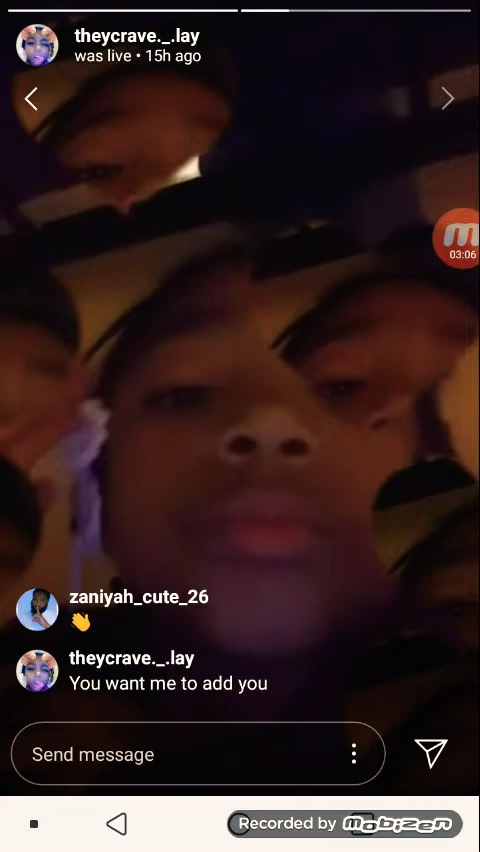 theycrave._.lay
was live • 15h ago
03:06
zaniyah_cute_26
👋
theycrave._.lay
You want me to add you
Send message
Recorded by mobizen